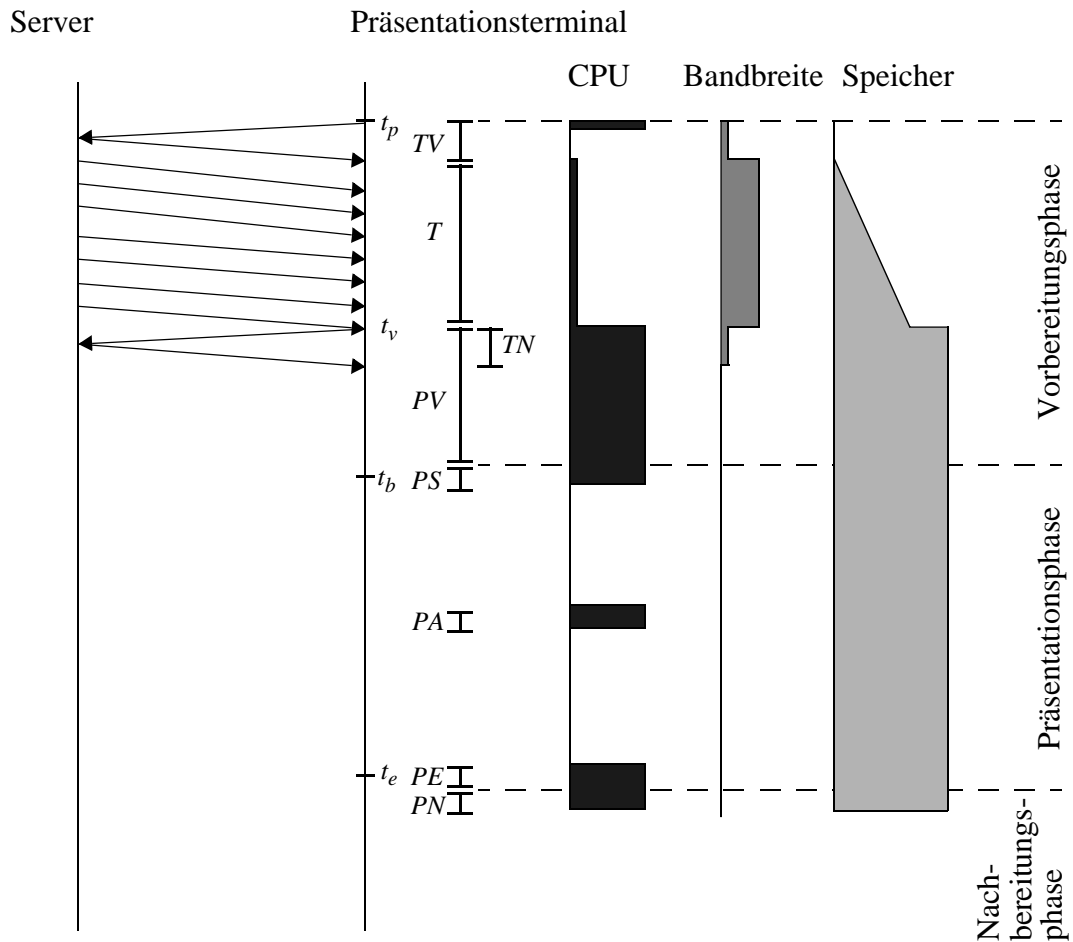 Server
Präsentationsterminal
CPU
Bandbreite
Speicher
t_p
TV
T
t_v
TN
PV
t_b
PS
PA
t_e
PE
PN
Vorbereitungsphase
Präsentationsphase
Nach-
bereitungs-
phase